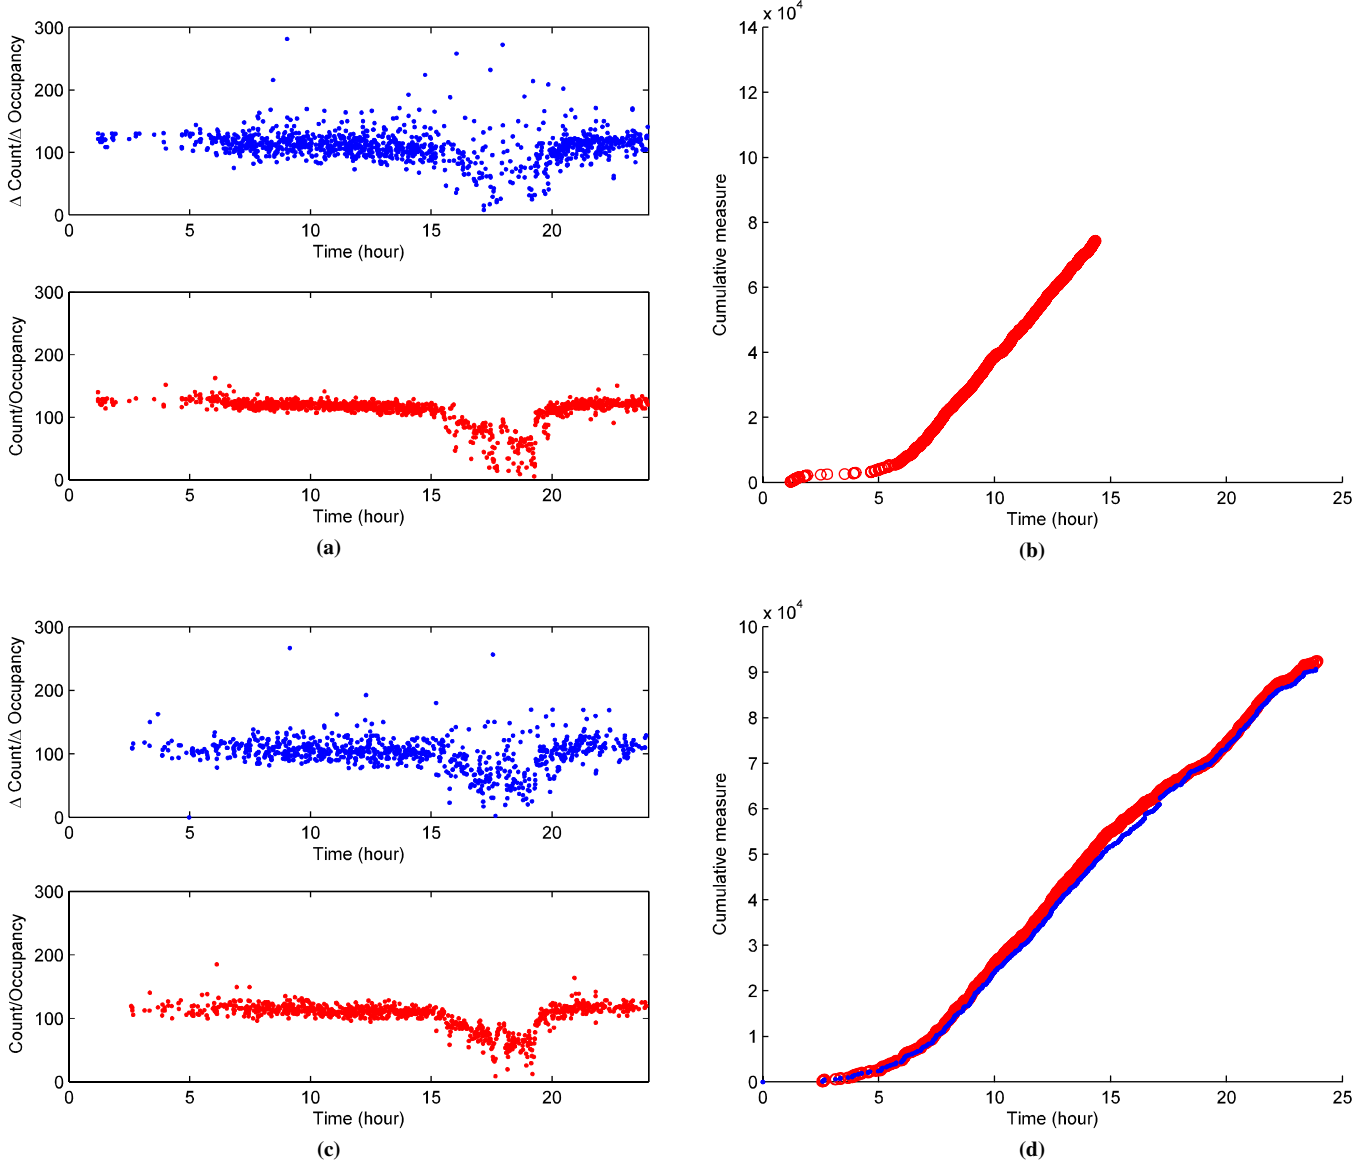 300
200
100
0
0 5 10 15 20
Δ Count/Δ Occupancy
Time (hour)
300
200
100
0
0 5 10 15 20
Count/Occupancy
Time (hour)
(a)
x 10^4
14
12
10
8
6
4
2
0
0 5 10 15 20 25
Cumulative measure
Time (hour)
(b)
300
200
100
0
0 5 10 15 20
Δ Count/Δ Occupancy
Time (hour)
300
200
100
0
0 5 10 15 20
Count/Occupancy
Time (hour)
(c)
x 10^4
10
9
8
7
6
5
4
3
2
1
0
0 5 10 15 20 25
Cumulative measure
Time (hour)
(d)